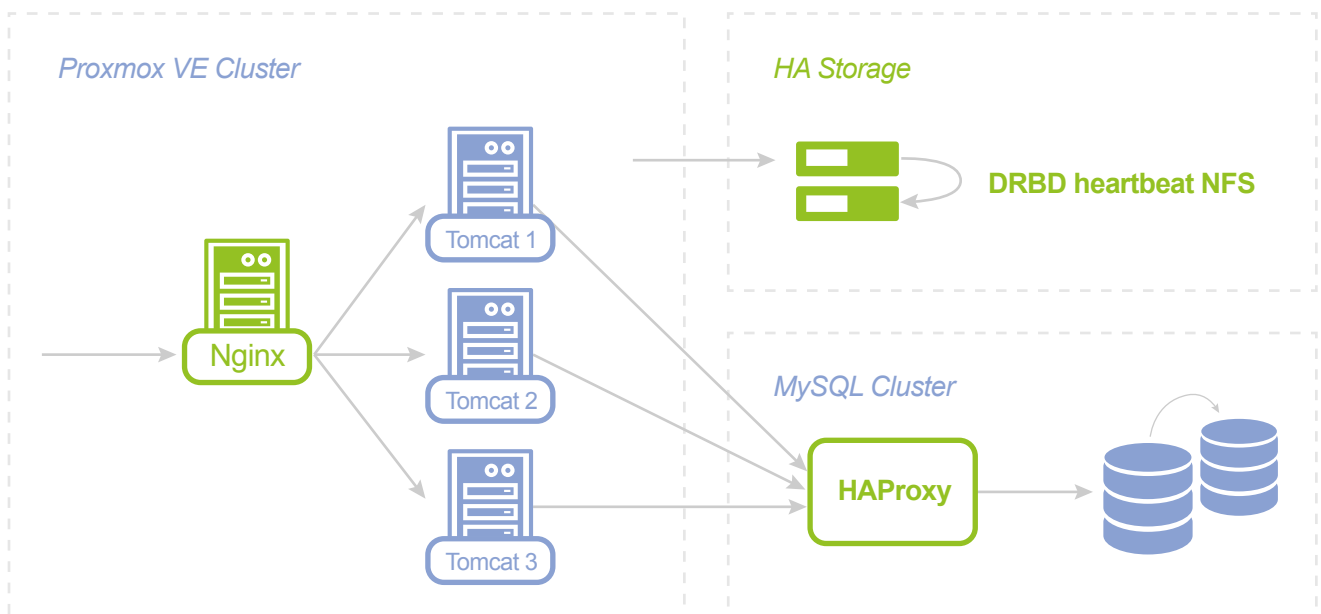 Proxmox VE Cluster
Nginx
Tomcat 1
Tomcat 2
Tomcat 3
HA Storage
DRBD heartbeat NFS
MySQL Cluster
HAProxy